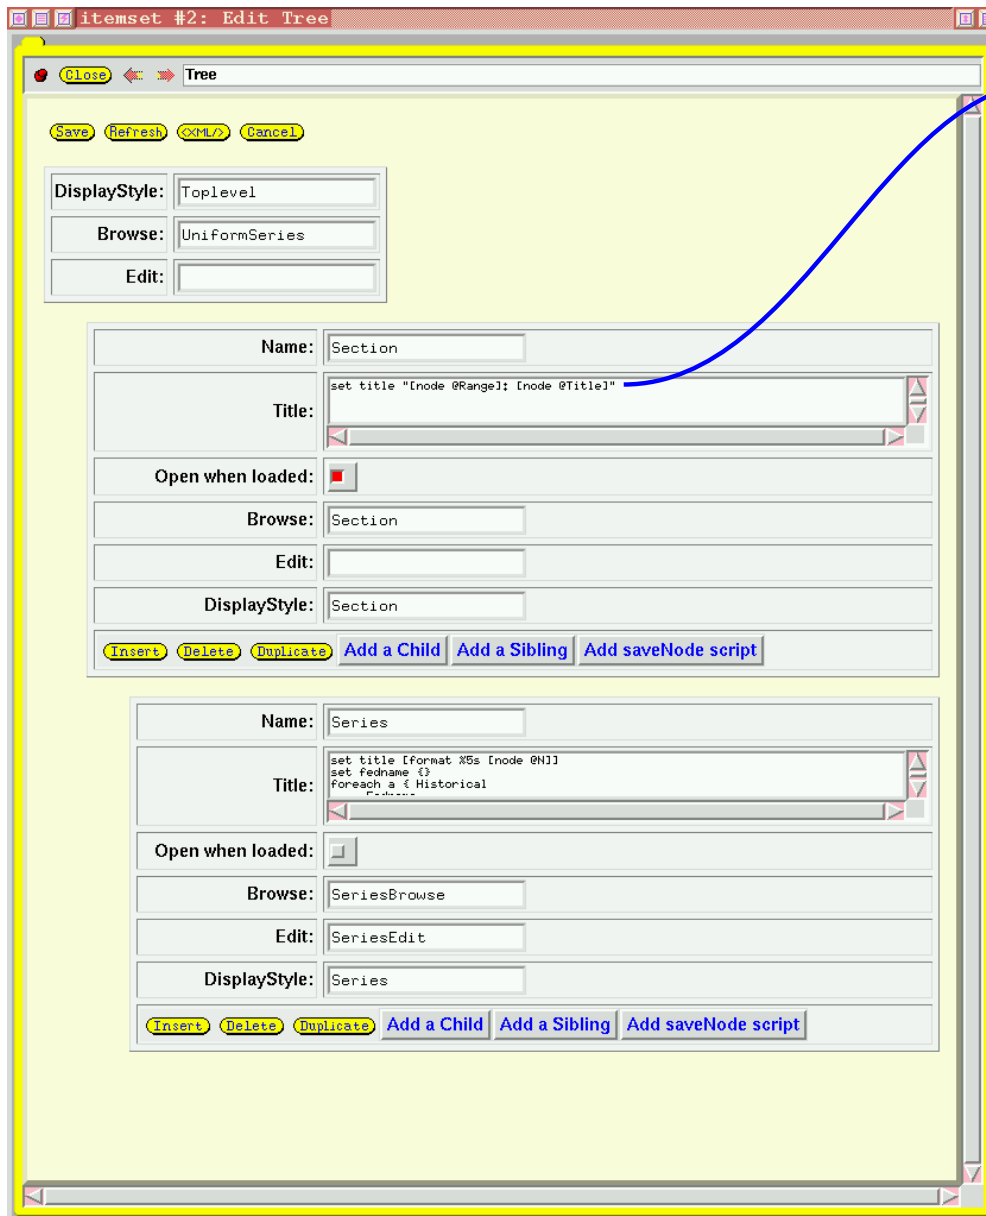 itemset #2: Edit Tree
Close Tree
Save Refresh <XML/> Cancel
DisplayStyle: Toplevel
Browse: UniformSeries
Edit:
Name: Section
Title: set title "[node @Range]: [node @Title]"
Open when loaded:
Browse: Section
Edit:
DisplayStyle: Section
Insert Delete Duplicate Add a Child Add a Sibling Add saveNode script
Name: Series
Title: set title [format %5s [node @N]]
set fedname {}
foreach a { Historical
Open when loaded:
Browse: SeriesBrowse
Edit: SeriesEdit
DisplayStyle: Series
Insert Delete Duplicate Add a Child Add a Sibling Add saveNode script